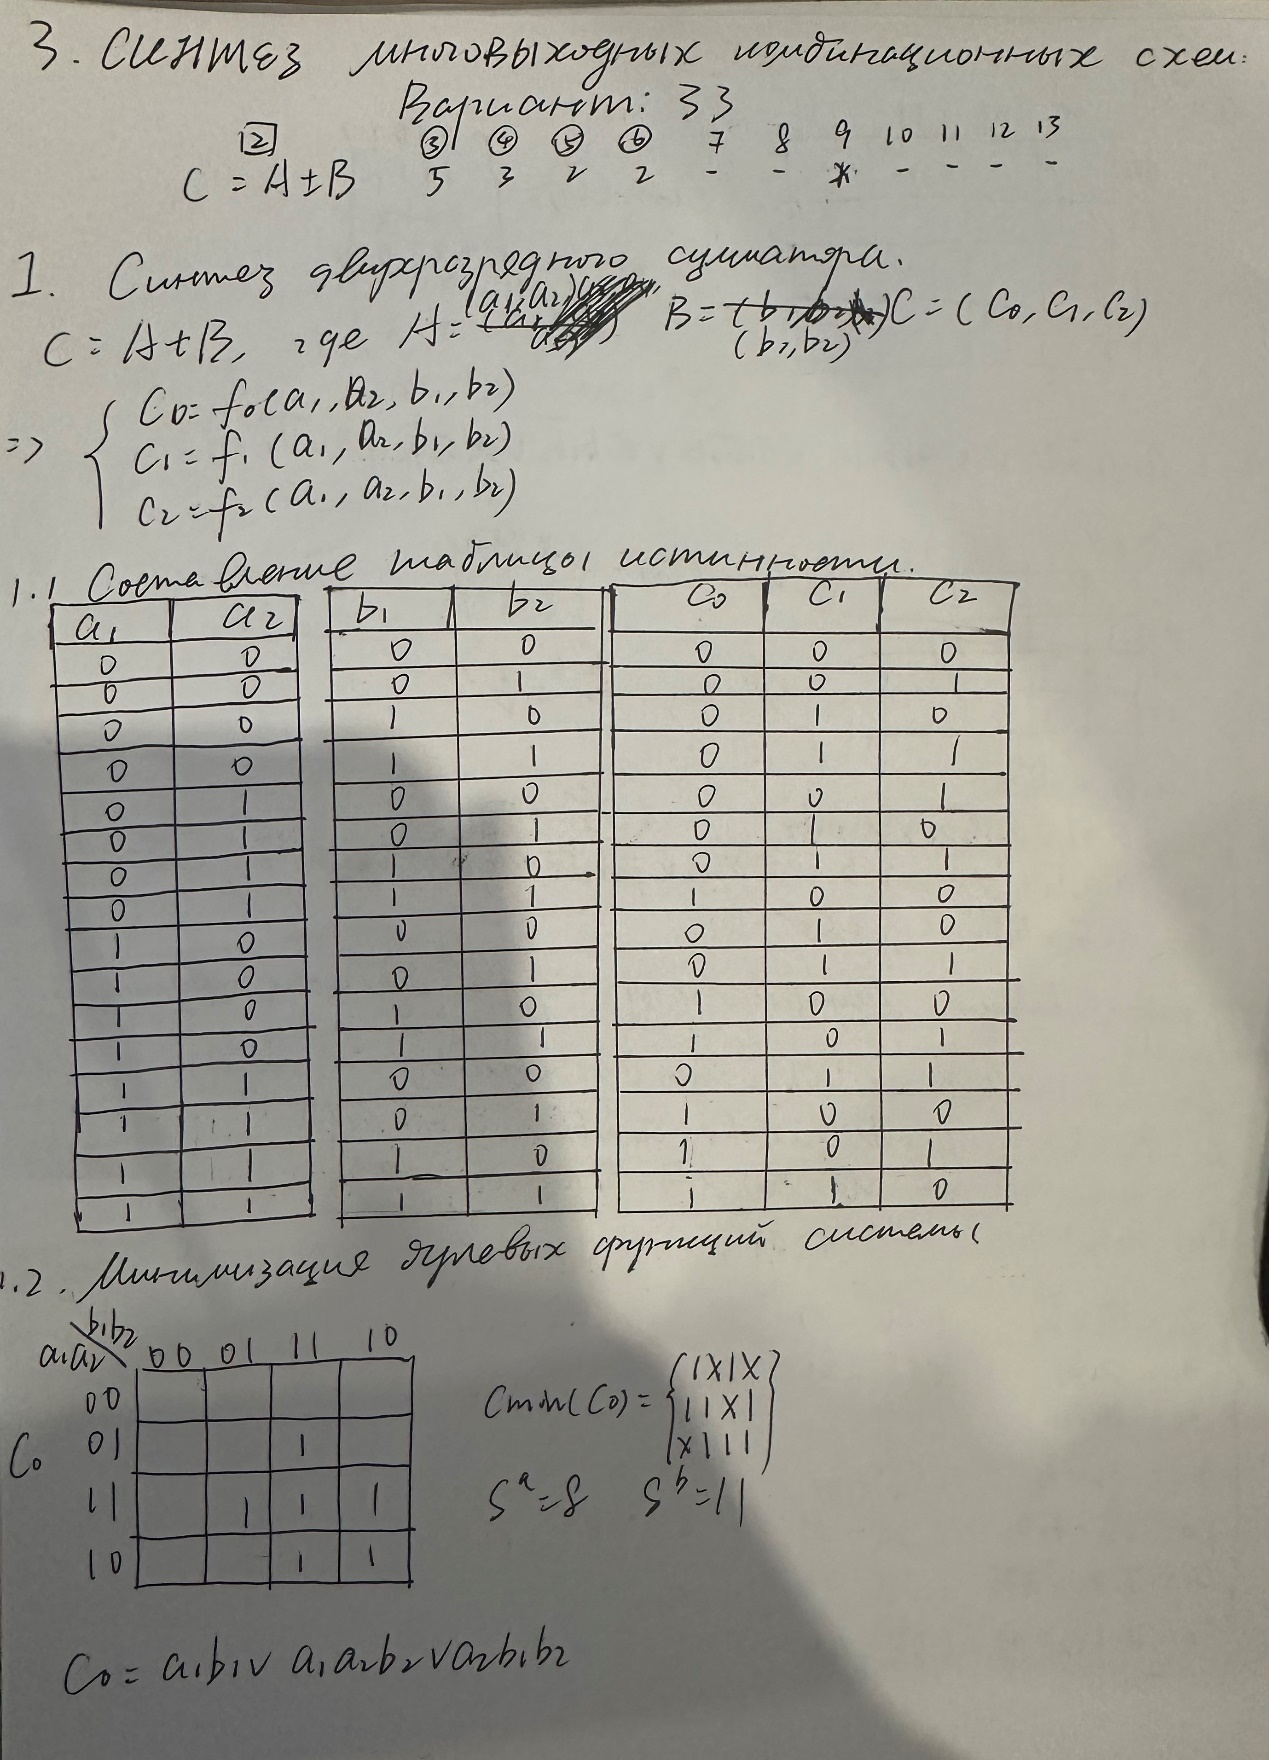 3. Синтез многовыходных комбинационных схем:
Вариант: 33
2 3 4 5 6 7 8 9 10 11 12 13
C = A ± B 5 3 2 2 - - * - - - -
1. Синтез двухразрядного сумматора.
C = A + B, где A = (a1, a2) B = (b1, b2) C = (C0, C1, C2)
=> { C0 = f0(a1, a2, b1, b2)
C1 = f1(a1, a2, b1, b2)
C2 = f2(a1, a2, b1, b2)
1.1 Составление таблицы истинности.
a1 a2 b1 b2 C0 C1 C2
0 0 0 0 0 0 0
0 0 0 1 0 0 1
0 0 1 0 0 1 0
0 0 1 1 0 1 1
0 1 0 0 0 0 1
0 1 0 1 0 1 0
0 1 1 0 0 1 1
0 1 1 1 1 0 0
1 0 0 0 0 1 0
1 0 0 1 0 1 1
1 0 1 0 1 0 0
1 0 1 1 1 0 1
1 1 0 0 0 1 1
1 1 0 1 1 0 0
1 1 1 0 1 0 1
1 1 1 1 1 1 0
1.2. Минимизация булевых функций системы
b1b2
a1a2 00 01 11 10
00
C0 01 1
11 1 1 1
10 1 1
Cmin(C0) = { 1X1X
11X1
X111 }
S^a = 8 S^b = 11
C0 = a1b1 ∨ a1a2b2 ∨ a2b1b2